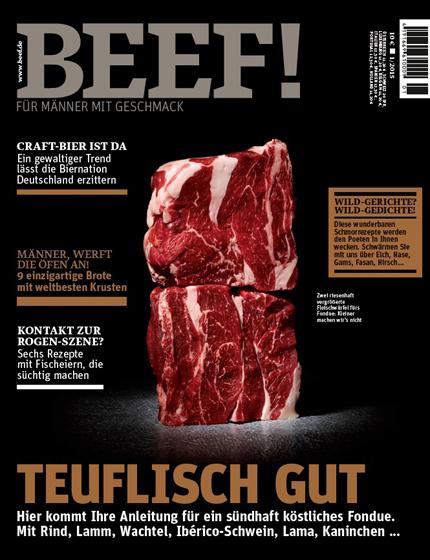 BEEF!
www.beef.de
FÜR MÄNNER MIT GESCHMACK
10 € ■ 1/2015
CRAFT-BIER IST DA
Ein gewaltiger Trend
lässt die Biernation
Deutschland erzittern
MÄNNER, WERFT
DIE ÖFEN AN!
9 einzigartige Brote
mit weltbesten Krusten
KONTAKT ZUR
ROGEN-SZENE?
Sechs Rezepte
mit Fischeiern, die
süchtig machen
WILD-GERICHTE?
WILD-GEDICHTE!
Diese wunderbaren
Schmorrezepte werden
den Poeten in Ihnen
wecken. Schwärmen Sie
mit uns über Elch, Hase,
Gams, Fasan, Hirsch...
Zwei riesenhaft
vergrößerte
Fleischwürfel fürs
Fondue: Kleiner
machen wir's nicht
TEUFLISCH GUT
Hier kommt Ihre Anleitung für ein sündhaft köstliches Fondue.
Mit Rind, Lamm, Wachtel, Ibérico-Schwein, Lama, Kaninchen ...